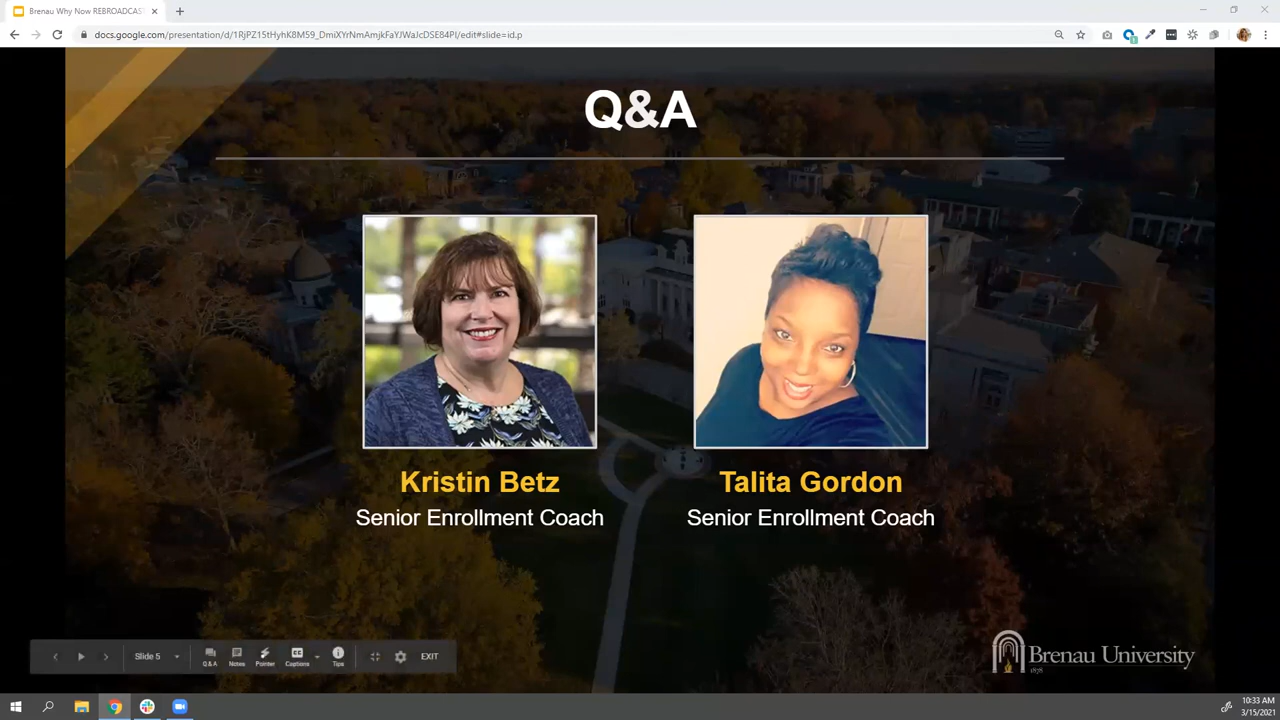 Brenau Why Now REBROADCAS
docs.google.com/presentation/d/1RjPZ15tHyhK8M59_DmiXYrNmAmjkFaYJWaJcDSE84PI/edit#slide=id.p
Q&A
Kristin Betz
Talita Gordon
Senior Enrollment Coach
Senior Enrollment Coach
Slide 5
Q&A
Notes
Pointer
Captions
Tips
EXIT
Brenau University
1878
10:33 AM
3/15/2021